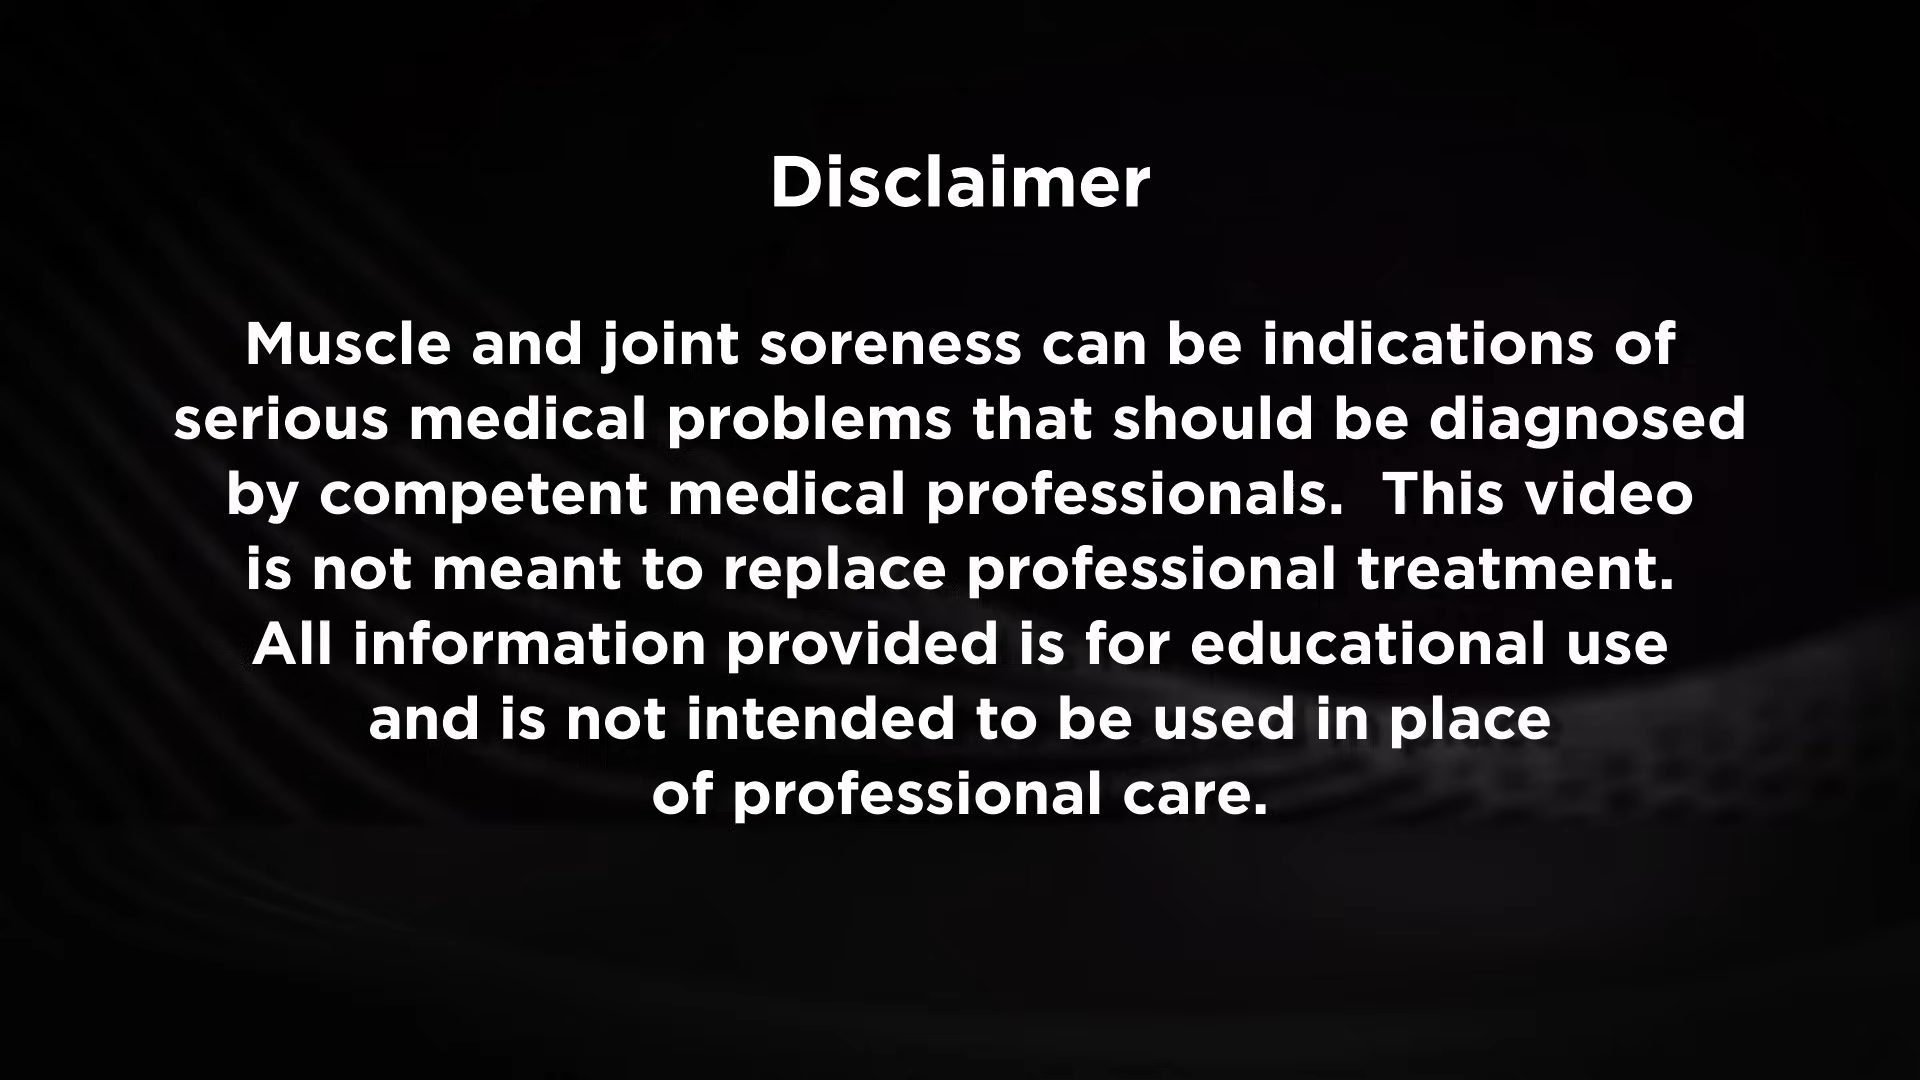 Disclaimer
Muscle and joint soreness can be indications of
serious medical problems that should be diagnosed
by competent medical professionals.  This video
is not meant to replace professional treatment.
All information provided is for educational use
and is not intended to be used in place
of professional care.